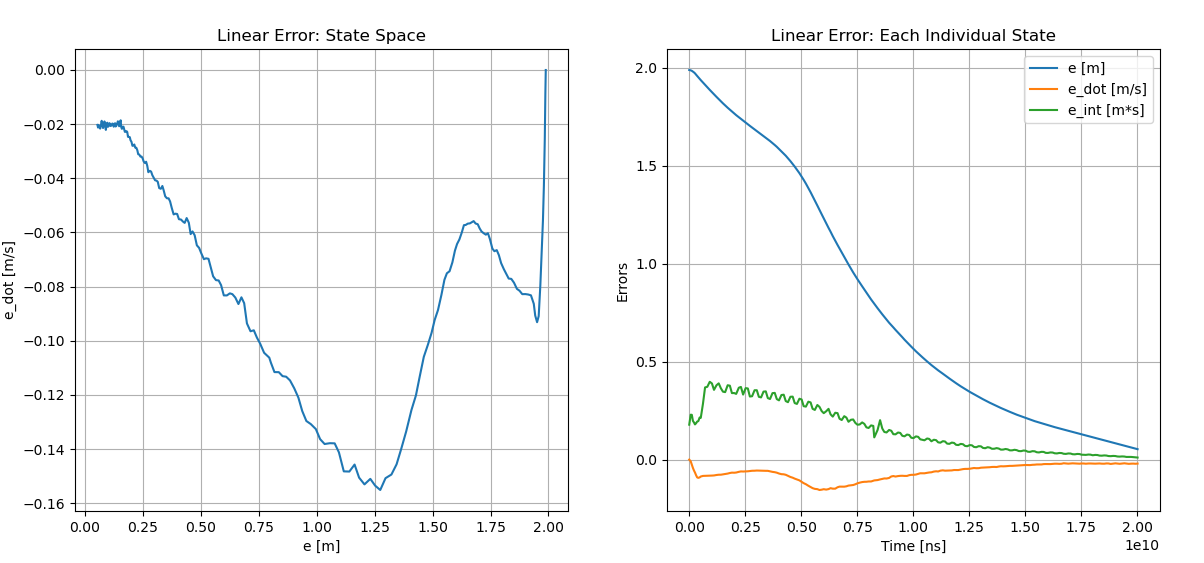 Linear Error: State Space
0.00
−0.02
−0.04
−0.06
−0.08
−0.10
−0.12
−0.14
−0.16
e_dot [m/s]
0.00 0.25 0.50 0.75 1.00 1.25 1.50 1.75 2.00
e [m]
Linear Error: Each Individual State
e [m]
e_dot [m/s]
e_int [m*s]
2.0
1.5
1.0
0.5
0.0
Errors
0.00 0.25 0.50 0.75 1.00 1.25 1.50 1.75 2.00
1e10
Time [ns]